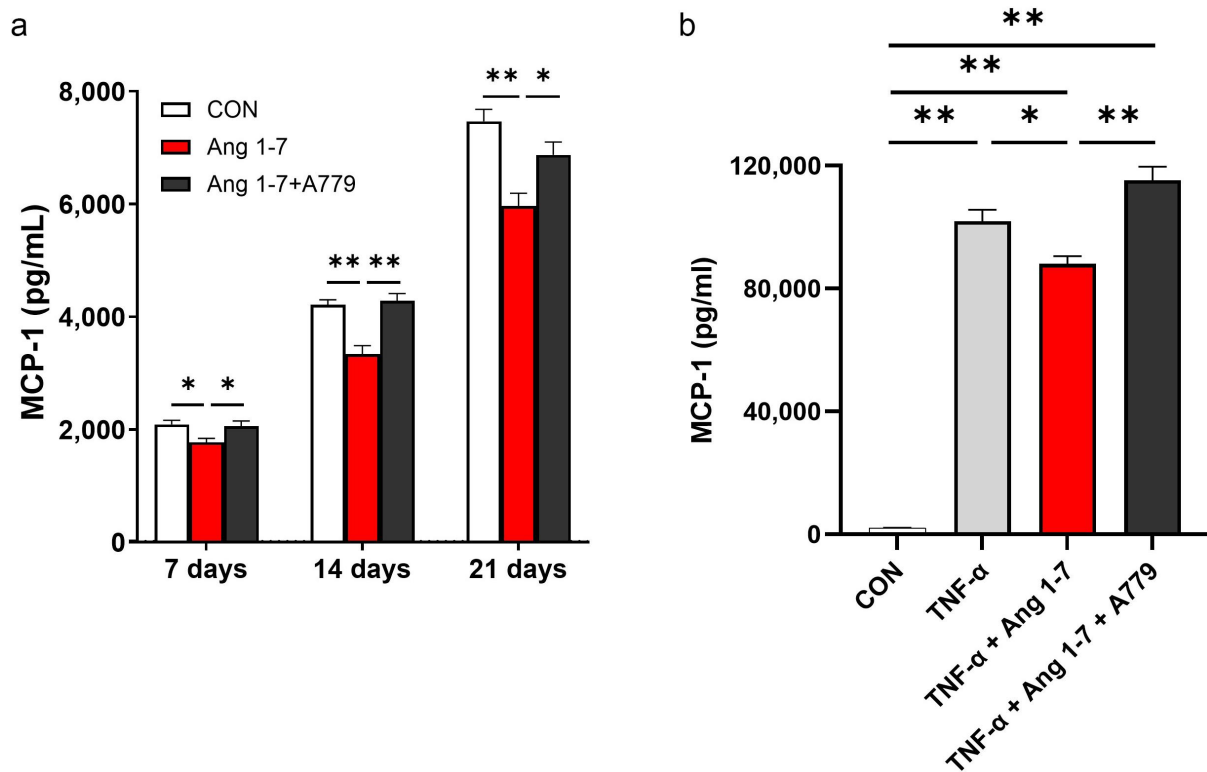 a
MCP-1 (pg/mL)
8,000
6,000
4,000
2,000
0
CON
Ang 1-7
Ang 1-7+A779
* *
** **
** *
7 days
14 days
21 days
b
MCP-1 (pg/ml)
120,000
80,000
40,000
0
**
**
** * **
CON
TNF-α
TNF-α + Ang 1-7
TNF-α + Ang 1-7 + A779